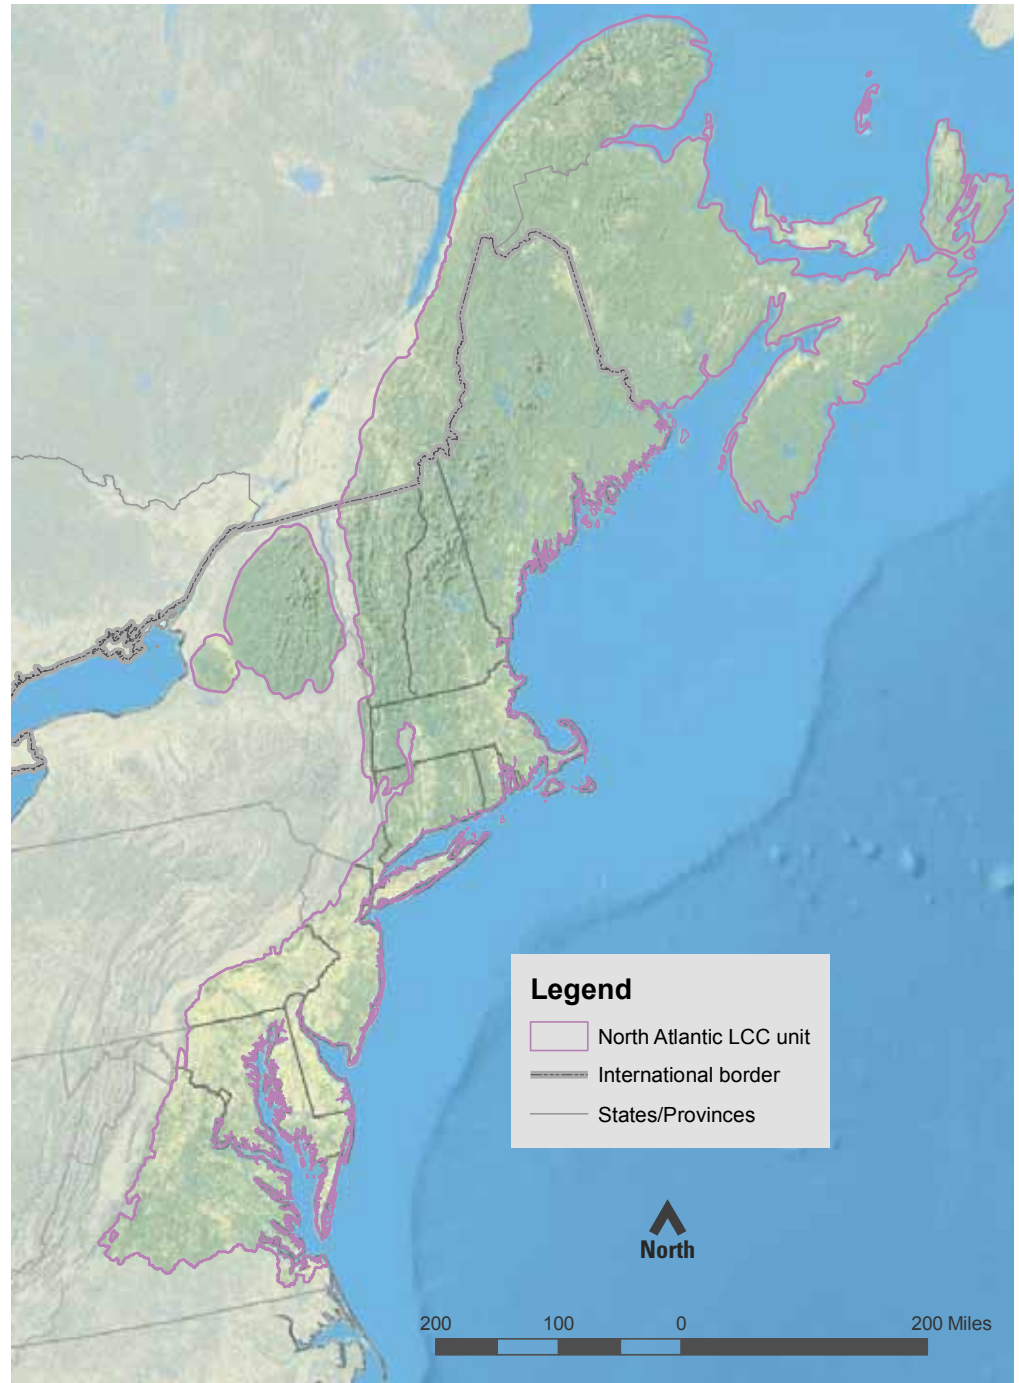 Legend
North Atlantic LCC unit
International border
States/Provinces
North
200 100 0 200 Miles